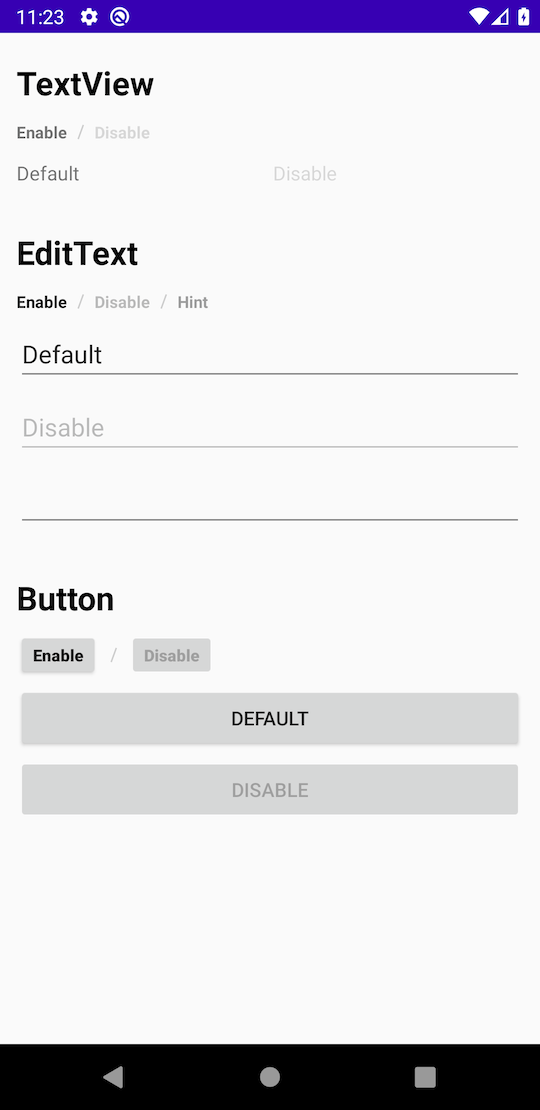 11:23
TextView
Enable / Disable
Default Disable
EditText
Enable / Disable / Hint
Default
Disable
Button
Enable / Disable
DEFAULT
DISABLE